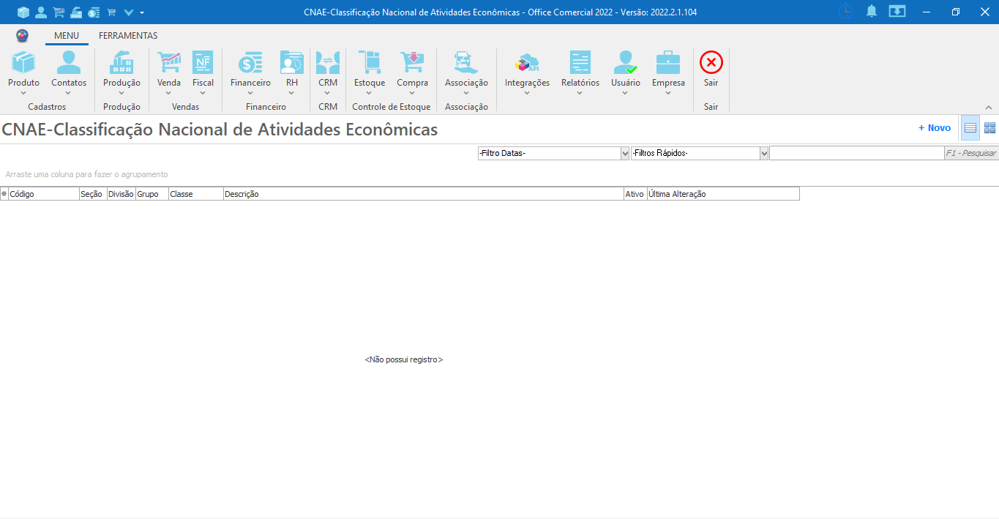 CNAE-Classificação Nacional de Atividades Econômicas - Office Comercial 2022 - Versão: 2022.2.1.104
MENU FERRAMENTAS
Produto Contatos Produção Venda Fiscal Financeiro RH CRM Estoque Compra Associação Integrações Relatórios Usuário Empresa Sair
Cadastros Produção Vendas Financeiro CRM Controle de Estoque Associação Sair
CNAE-Classificação Nacional de Atividades Econômicas
+ Novo
-Filtro Datas- -Filtros Rápidos- F1 - Pesquisar
Arraste uma coluna para fazer o agrupamento
Código Seção Divisão Grupo Classe Descrição Ativo Última Alteração
<Não possui registro>